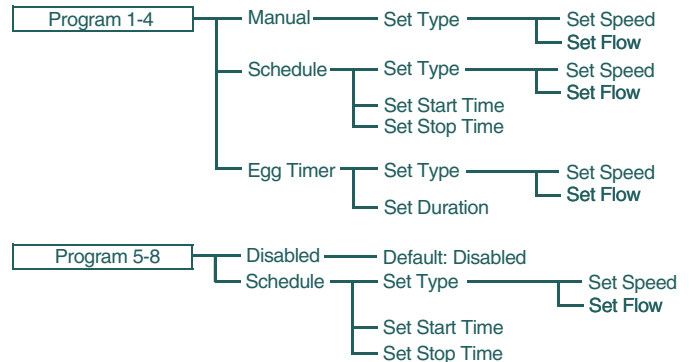 Program 1-4 Manual Set Type Set Speed
Set Flow
Schedule Set Type Set Speed
Set Flow
Set Start Time
Set Stop Time
Egg Timer Set Type Set Speed
Set Flow
Set Duration
Program 5-8 Disabled Default: Disabled
Schedule Set Type Set Speed
Set Flow
Set Start Time
Set Stop Time